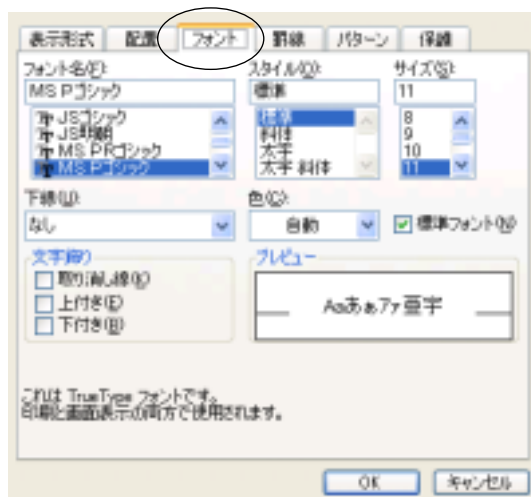 表示形式 配置 フォント 罫線 パターン 保護
フォント名(F): スタイル(O): サイズ(S):
MS Pゴシック 標準 11
JSゴシック 標準 8
JS明朝 斜体 9
MS PRゴシック 太字 10
MS Pゴシック 太字 斜体 11
下線(U): 色(C):
なし 自動 標準フォント(N)
文字飾り プレビュー
取り消し線(K)
上付き(E) Aaあぁアァ亜宇
下付き(B)
これは TrueType フォントです。
印刷と画面表示の両方で使用されます。
OK キャンセル